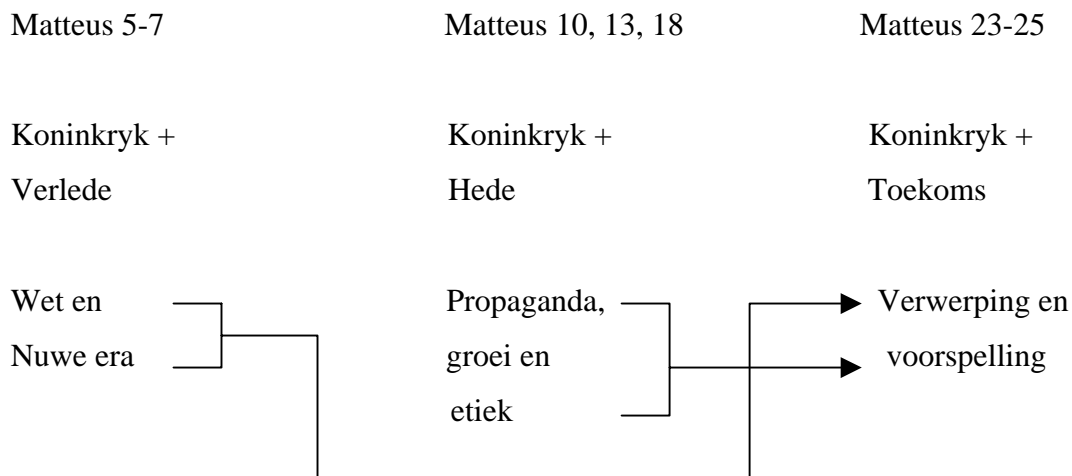 Matteus 5-7 Matteus 10, 13, 18 Matteus 23-25
Koninkryk + Koninkryk + Koninkryk +
Verlede Hede Toekoms
Wet en Propaganda, Verwerping en
Nuwe era groei en voorspelling
etiek